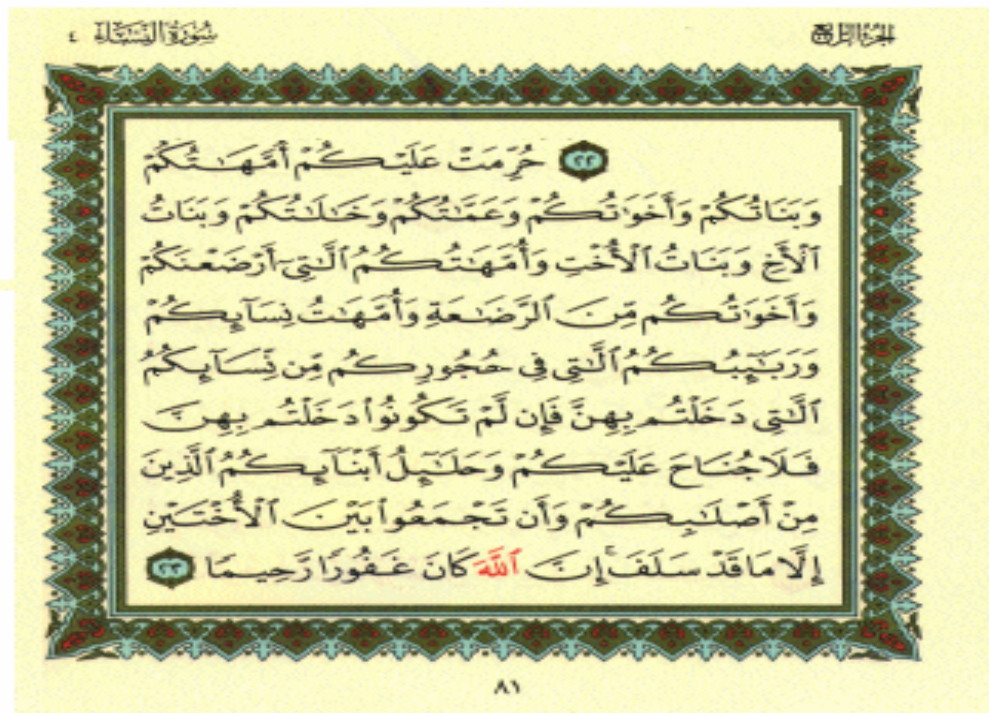 الجزء الرابع
سورة النساء ٤
٢٢ حُرِّمَتْ عَلَيْكُمْ أُمَّهَـٰتُكُمْ
وَبَنَاتُكُمْ وَأَخَوَٰتُكُمْ وَعَمَّـٰتُكُمْ وَخَـٰلَـٰتُكُمْ وَبَنَاتُ
ٱلْأَخِ وَبَنَاتُ ٱلْأُخْتِ وَأُمَّهَـٰتُكُمُ ٱلَّـٰتِىٓ أَرْضَعْنَكُمْ
وَأَخَوَٰتُكُم مِّنَ ٱلرَّضَـٰعَةِ وَأُمَّهَـٰتُ نِسَآئِكُمْ
وَرَبَـٰٓئِبُكُمُ ٱلَّـٰتِى فِى حُجُورِكُم مِّن نِّسَآئِكُمُ
ٱلَّـٰتِى دَخَلْتُم بِهِنَّ فَإِن لَّمْ تَكُونُوا۟ دَخَلْتُم بِهِنَّ
فَلَا جُنَاحَ عَلَيْكُمْ وَحَلَـٰٓئِلُ أَبْنَآئِكُمُ ٱلَّذِينَ
مِنْ أَصْلَـٰبِكُمْ وَأَن تَجْمَعُوا۟ بَيْنَ ٱلْأُخْتَيْنِ
إِلَّا مَا قَدْ سَلَفَ ۚ إِنَّ ٱللَّهَ كَانَ غَفُورًا رَّحِيمًا ٢٣
٨١